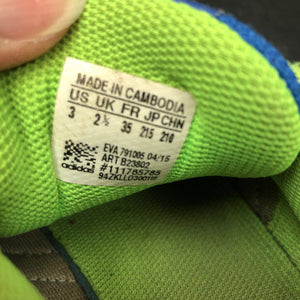 MADE IN CAMBODIA
US UK FR JP CHN
3 2½ 35 215 210
EVA 791005 04/15
ART B23802
#111765785
adidas